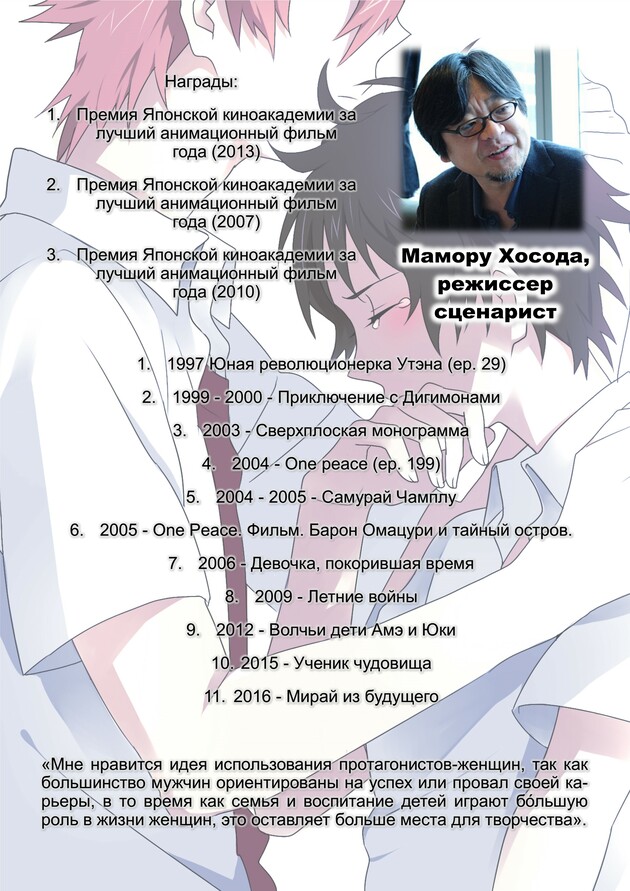 Награды:
1. Премия Японской киноакадемии за
лучший анимационный фильм
года (2013)
2. Премия Японской киноакадемии за
лучший анимационный фильм
года (2007)
3. Премия Японской киноакадемии за
лучший анимационный фильм
года (2010)
Мамору Хосода,
режиссер
сценарист
1. 1997 Юная революционерка Утэна (ер. 29)
2. 1999 - 2000 - Приключение с Дигимонами
3. 2003 - Сверхплоская монограмма
4. 2004 - One peace (ер. 199)
5. 2004 - 2005 - Самурай Чамплу
6. 2005 - One Peace. Фильм. Барон Омацури и тайный остров.
7. 2006 - Девочка, покорившая время
8. 2009 - Летние войны
9. 2012 - Волчьи дети Амэ и Юки
10. 2015 - Ученик чудовища
11. 2016 - Мирай из будущего
«Мне нравится идея использования протагонистов-женщин, так как
большинство мужчин ориентированы на успех или провал своей ка-
рьеры, в то время как семья и воспитание детей играют бо́льшую
роль в жизни женщин, это оставляет больше места для творчества».